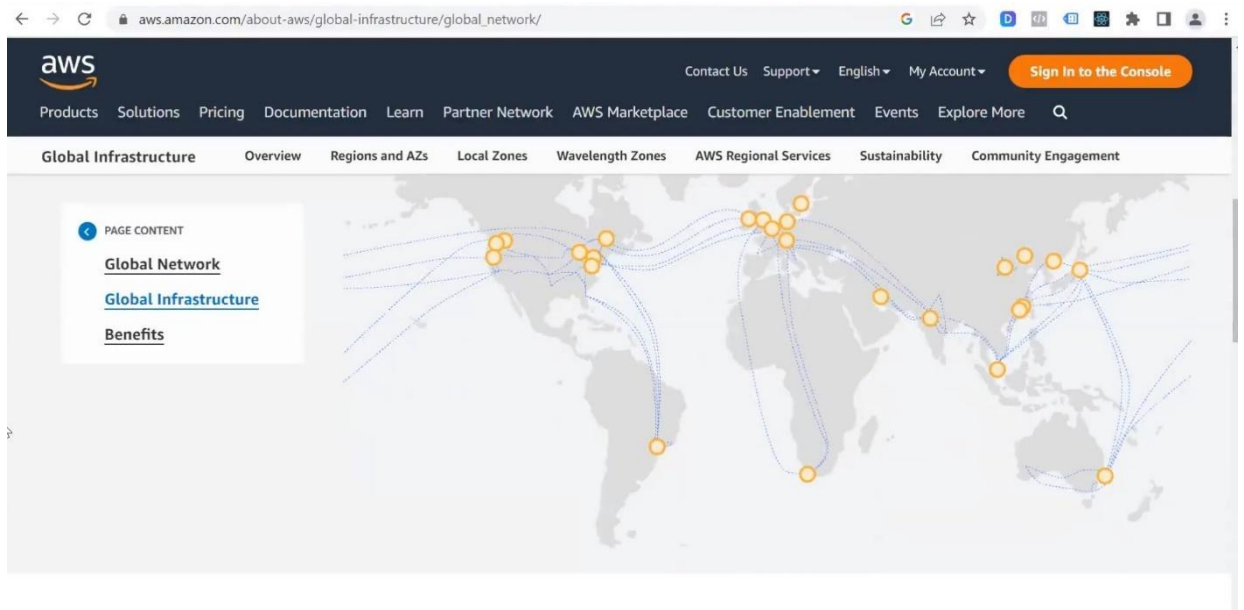 aws.amazon.com/about-aws/global-infrastructure/global_network/
aws
Contact Us Support English My Account Sign In to the Console
Products Solutions Pricing Documentation Learn Partner Network AWS Marketplace Customer Enablement Events Explore More
Global Infrastructure Overview Regions and AZs Local Zones Wavelength Zones AWS Regional Services Sustainability Community Engagement
PAGE CONTENT
Global Network
Global Infrastructure
Benefits